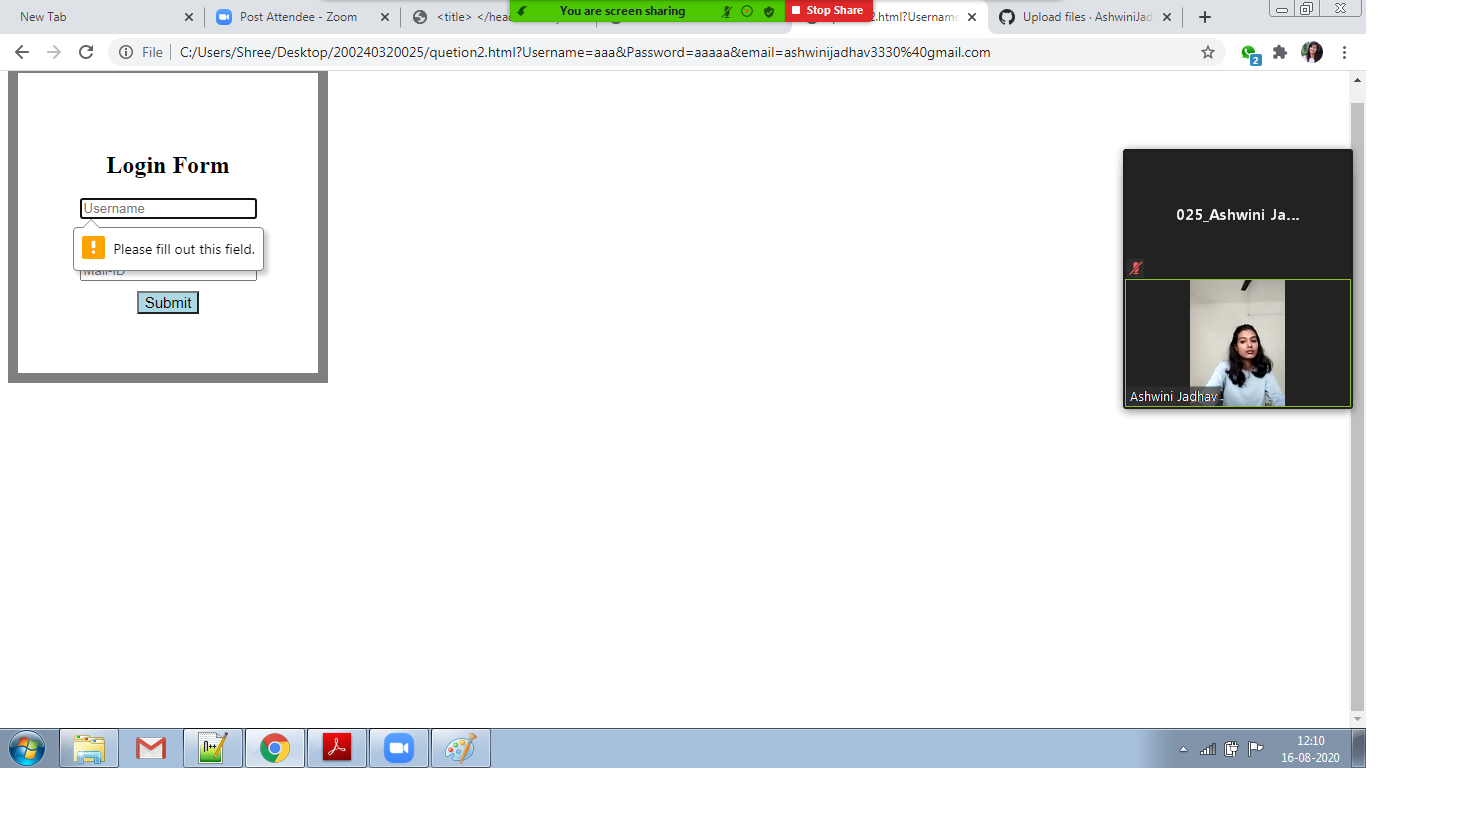 New Tab
Post Attendee - Zoom
<title> </head
You are screen sharing
Stop Share
2.html?Username
Upload files · AshwiniJad
File
C:/Users/Shree/Desktop/200240320025/quetion2.html?Username=aaa&Password=aaaaa&email=ashwinijadhav3330%40gmail.com
2
Login Form
Username
Please fill out this field.
Mail-ID
Submit
025_Ashwini Ja...
Ashwini Jadhav
12:10
16-08-2020